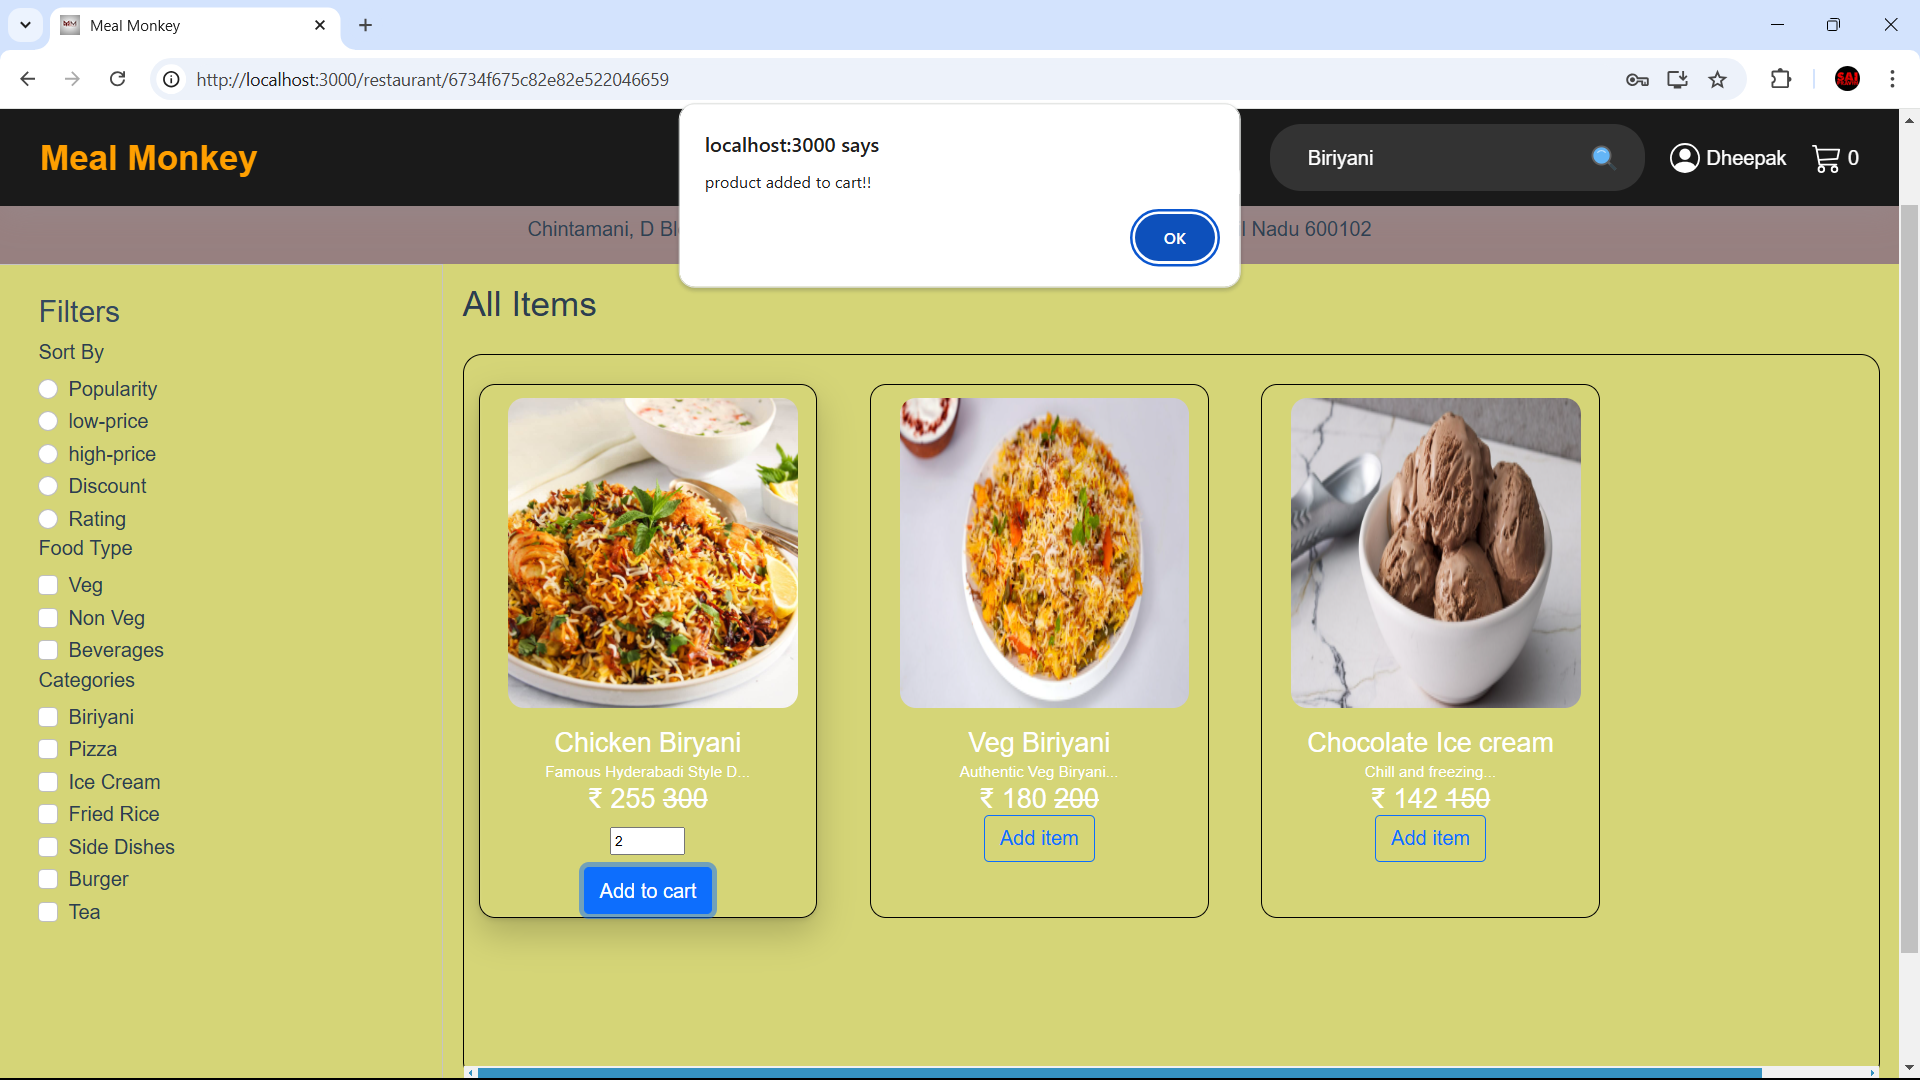 Meal Monkey
http://localhost:3000/restaurant/6734f675c82e82e522046659
SAI
localhost:3000 says
product added to cart!!
OK
Meal Monkey
Biriyani
Dheepak
0
Chintamani, D Bl
l Nadu 600102
Filters
Sort By
Popularity
low-price
high-price
Discount
Rating
Food Type
Veg
Non Veg
Beverages
Categories
Biriyani
Pizza
Ice Cream
Fried Rice
Side Dishes
Burger
Tea
All Items
Chicken Biryani
Famous Hyderabadi Style D...
₹ 255 300
2
Add to cart
Veg Biriyani
Authentic Veg Biryani...
₹ 180 200
Add item
Chocolate Ice cream
Chill and freezing...
₹ 142 150
Add item